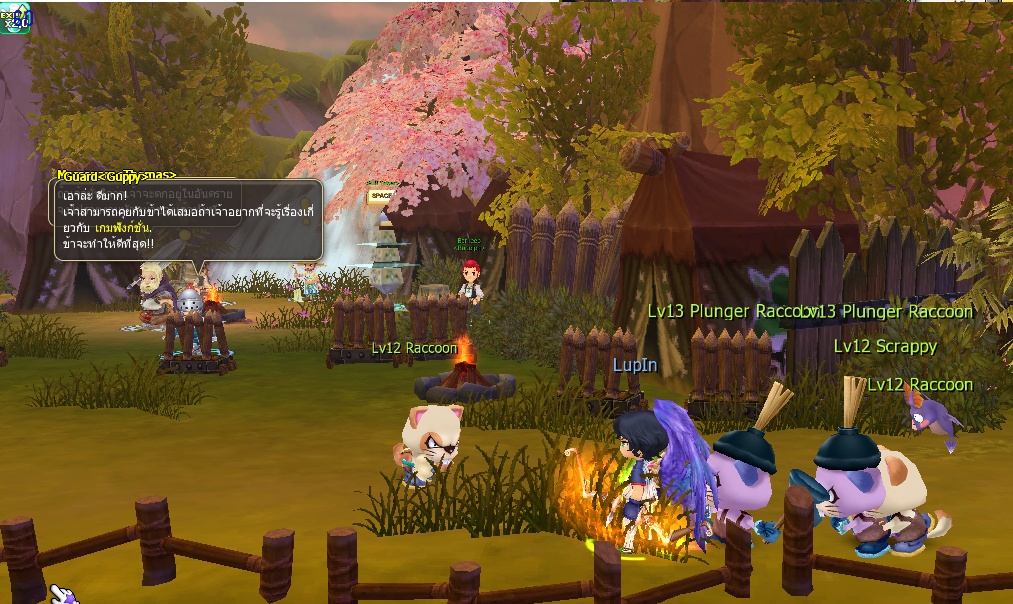 EXP
x2.0
Guard<Guppy>
เอาล่ะ ดีมาก!
เจ้าสามารถคุยกับข้าได้เสมอถ้าเจ้าอยากที่จะรู้เรื่องเกี่
ยวกับ เกมฟังก์ชั่น.
ข้าจะทำให้ดีที่สุด!!
SPACE
Lv13 Plunger Raccoon
Lv13 Plunger Raccoon
Lv12 Raccoon
Lv12 Scrappy
LupIn
Lv12 Raccoon